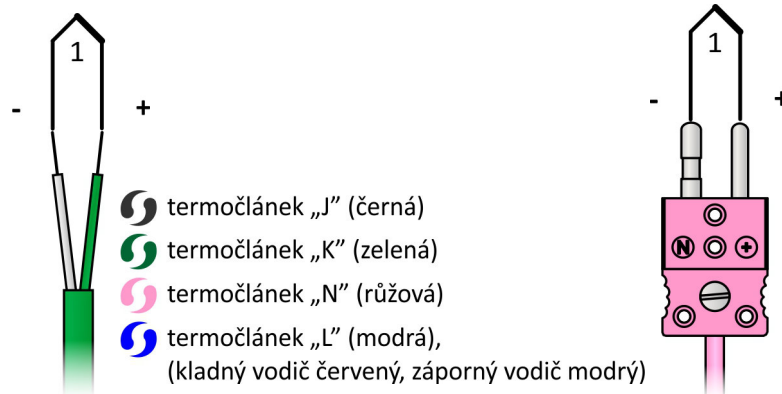 1
- +
termočlánek „J” (černá)
termočlánek „K” (zelená)
termočlánek „N” (růžová)
termočlánek „L” (modrá),
(kladný vodič červený, záporný vodič modrý)
1
- +
N +